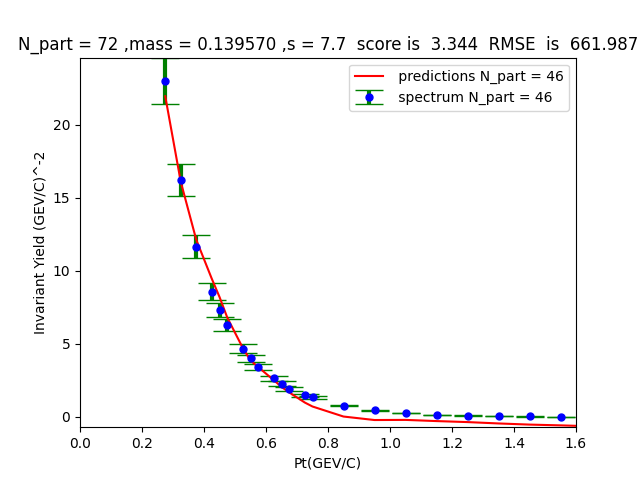 N_part = 72 ,mass = 0.139570 ,s = 7.7  score is  3.344  RMSE  is  661.987
predictions N_part = 46
spectrum N_part = 46
Invariant Yield (GEV/C)^-2
20
15
10
5
0
0.0 0.2 0.4 0.6 0.8 1.0 1.2 1.4 1.6
Pt(GEV/C)